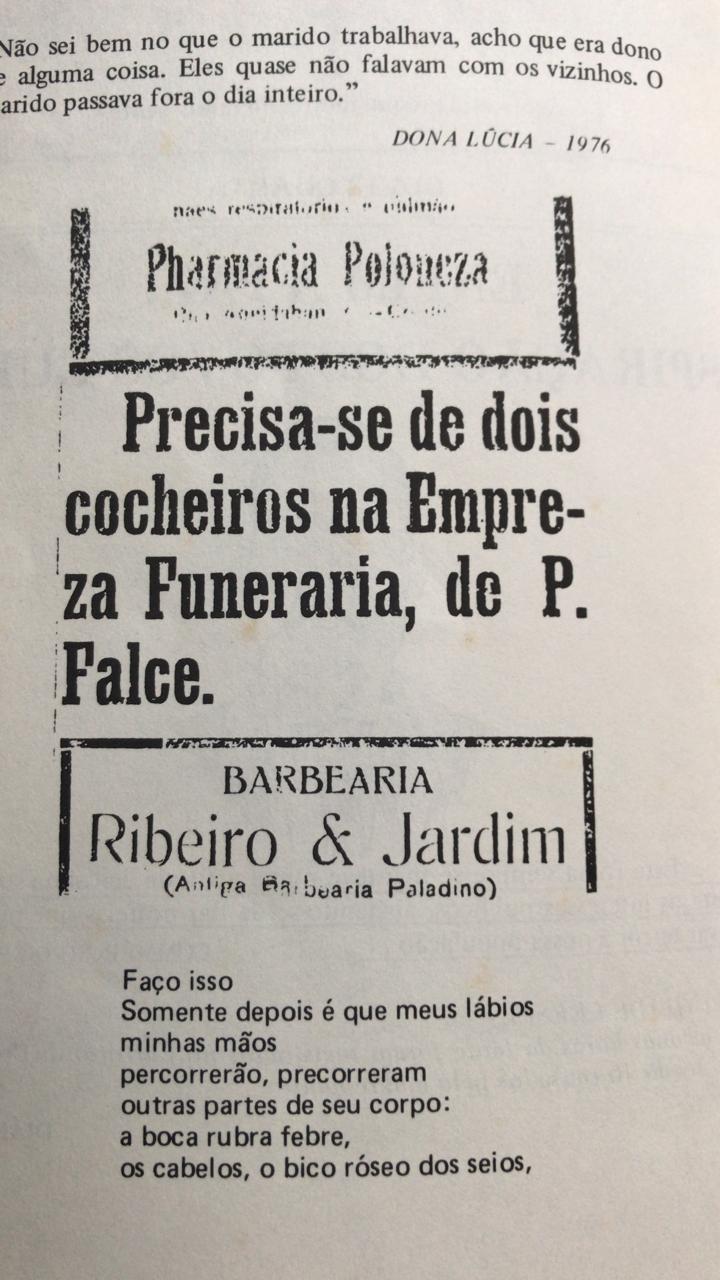 Não sei bem no que o marido trabalhava, acho que era dono
e alguma coisa. Eles quase não falavam com os vizinhos. O
arido passava fora o dia inteiro.”
DONA LÚCIA – 1976
Pharmacia Poloneza
Precisa-se de dois
cocheiros na Empre-
za Funeraria, de P.
Falce.
BARBEARIA
Ribeiro & Jardim
(Antiga Barbearia Paladino)
Faço isso
Somente depois é que meus lábios
minhas mãos
percorrerão, precorreram
outras partes de seu corpo:
a boca rubra febre,
os cabelos, o bico róseo dos seios,